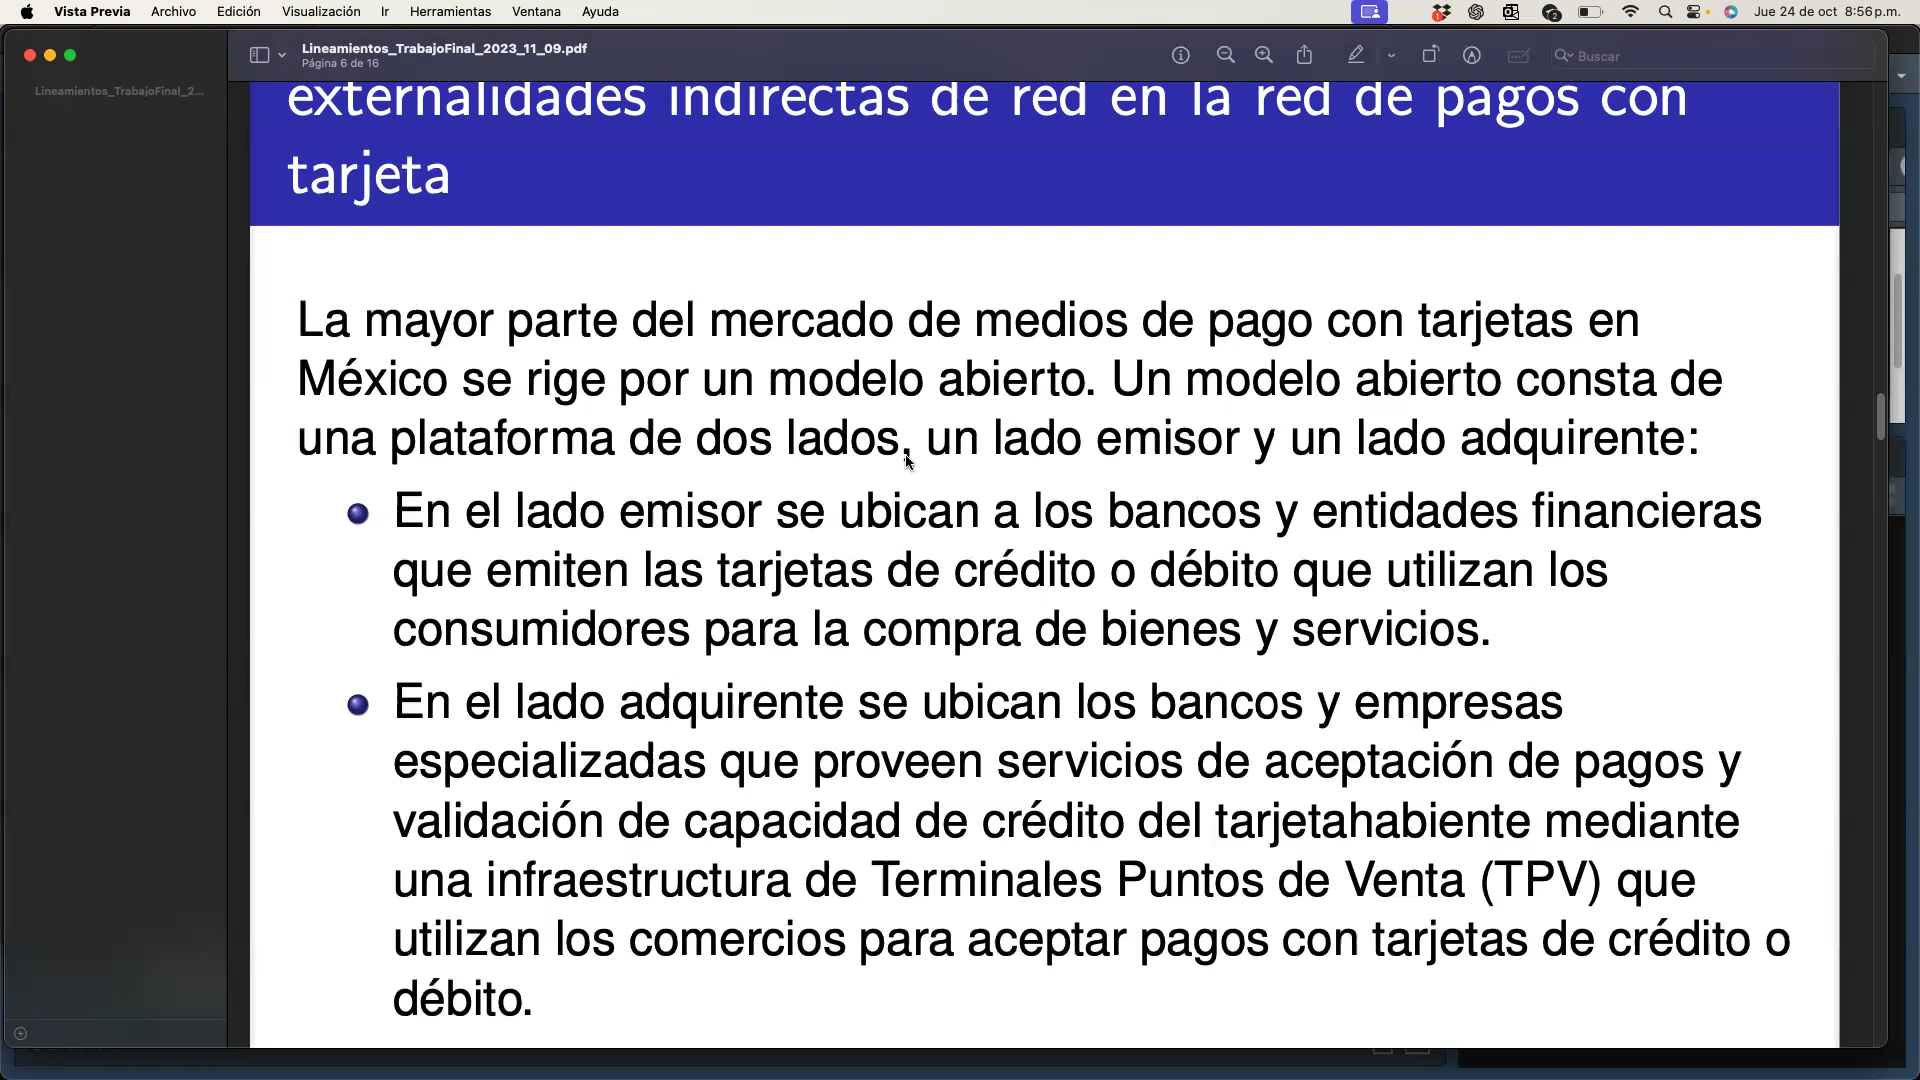 Vista Previa Archivo Edición Visualización Ir Herramientas Ventana Ayuda
Jue 24 de oct 8:56 p.m.
Lineamientos_TrabajoFinal_2023_11_09.pdf
Página 6 de 16
Buscar
Lineamientos_TrabajoFinal_2...
externalidades indirectas de red en la red de pagos con
tarjeta
La mayor parte del mercado de medios de pago con tarjetas en
México se rige por un modelo abierto. Un modelo abierto consta de
una plataforma de dos lados, un lado emisor y un lado adquirente:
En el lado emisor se ubican a los bancos y entidades financieras
que emiten las tarjetas de crédito o débito que utilizan los
consumidores para la compra de bienes y servicios.
En el lado adquirente se ubican los bancos y empresas
especializadas que proveen servicios de aceptación de pagos y
validación de capacidad de crédito del tarjetahabiente mediante
una infraestructura de Terminales Puntos de Venta (TPV) que
utilizan los comercios para aceptar pagos con tarjetas de crédito o
débito.